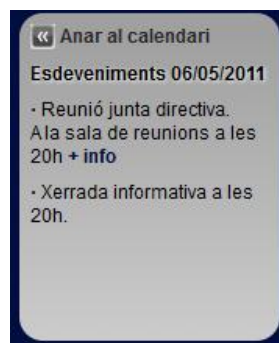 « Anar al calendari
Esdeveniments 06/05/2011
· Reunió junta directiva.
A la sala de reunions a les
20h + info
· Xerrada informativa a les
20h.